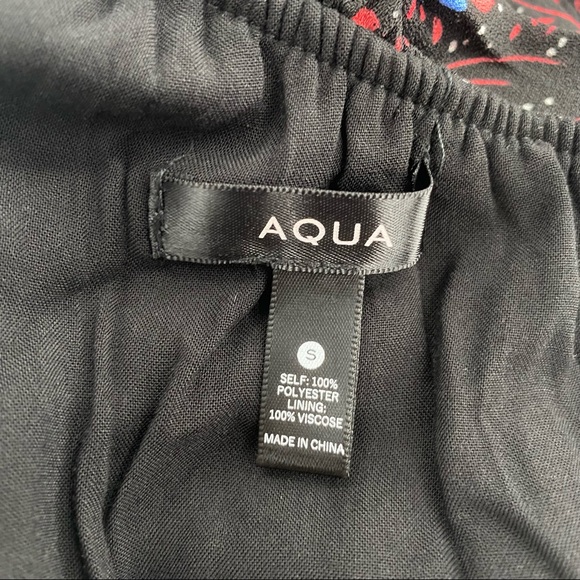 AQUA
S
SELF: 100%
POLYESTER
LINING:
100% VISCOSE
MADE IN CHINA